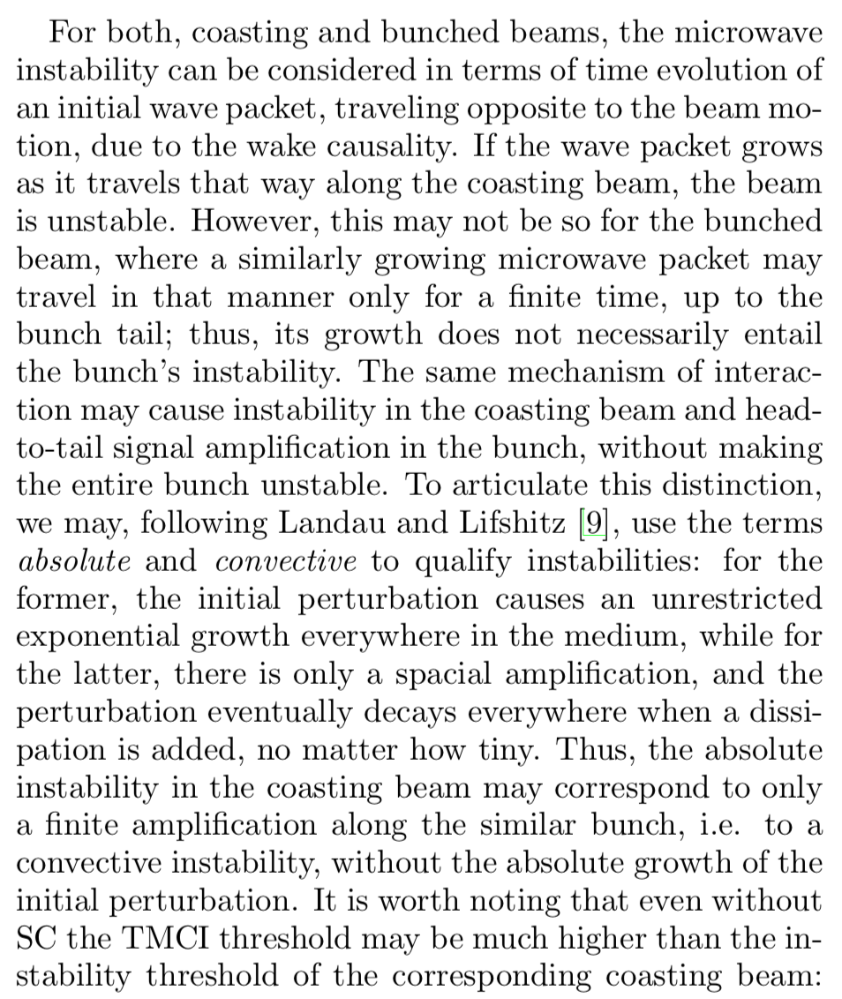 For both, coasting and bunched beams, the microwave
instability can be considered in terms of time evolution of
an initial wave packet, traveling opposite to the beam mo-
tion, due to the wake causality. If the wave packet grows
as it travels that way along the coasting beam, the beam
is unstable. However, this may not be so for the bunched
beam, where a similarly growing microwave packet may
travel in that manner only for a finite time, up to the
bunch tail; thus, its growth does not necessarily entail
the bunch's instability. The same mechanism of interac-
tion may cause instability in the coasting beam and head-
to-tail signal amplification in the bunch, without making
the entire bunch unstable. To articulate this distinction,
we may, following Landau and Lifshitz [9], use the terms
absolute and convective to qualify instabilities: for the
former, the initial perturbation causes an unrestricted
exponential growth everywhere in the medium, while for
the latter, there is only a spacial amplification, and the
perturbation eventually decays everywhere when a dissi-
pation is added, no matter how tiny. Thus, the absolute
instability in the coasting beam may correspond to only
a finite amplification along the similar bunch, i.e. to a
convective instability, without the absolute growth of the
initial perturbation. It is worth noting that even without
SC the TMCI threshold may be much higher than the in-
stability threshold of the corresponding coasting beam: